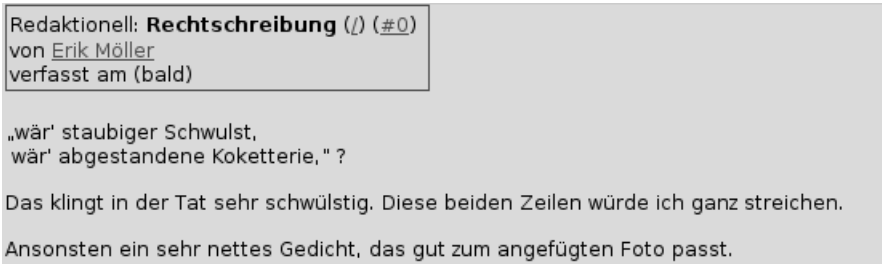 Redaktionell: Rechtschreibung (/) (#0)
von Erik Möller
verfasst am (bald)
„wär' staubiger Schwulst,
wär' abgestandene Koketterie," ?
Das klingt in der Tat sehr schwülstig. Diese beiden Zeilen würde ich ganz streichen.
Ansonsten ein sehr nettes Gedicht, das gut zum angefügten Foto passt.